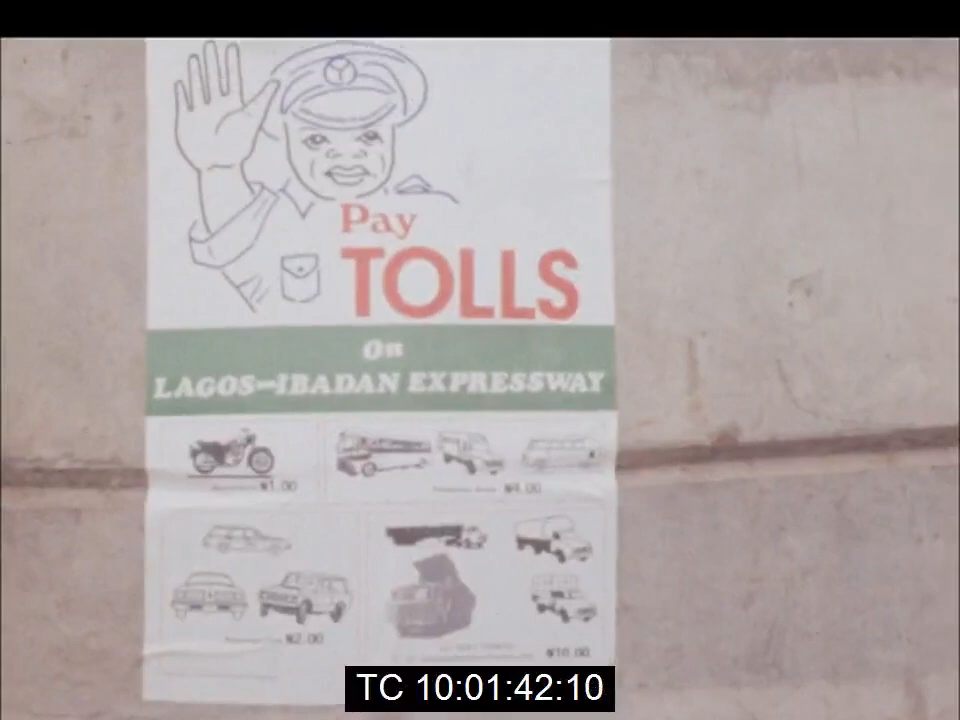 Pay
TOLLS
On
LAGOS-IBADAN EXPRESSWAY
₦1.00
₦4.00
₦2.00
₦10.00
TC 10:01:42:10